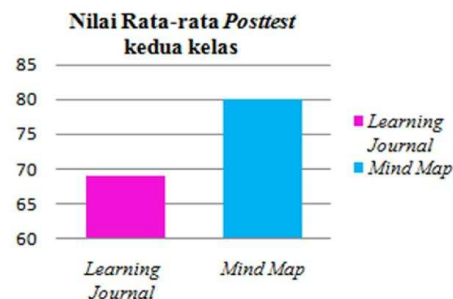 Nilai Rata-rata Posttest
kedua kelas
85
80
75
70
65
60
Learning
Journal
Mind Map
Learning
Journal
Mind Map